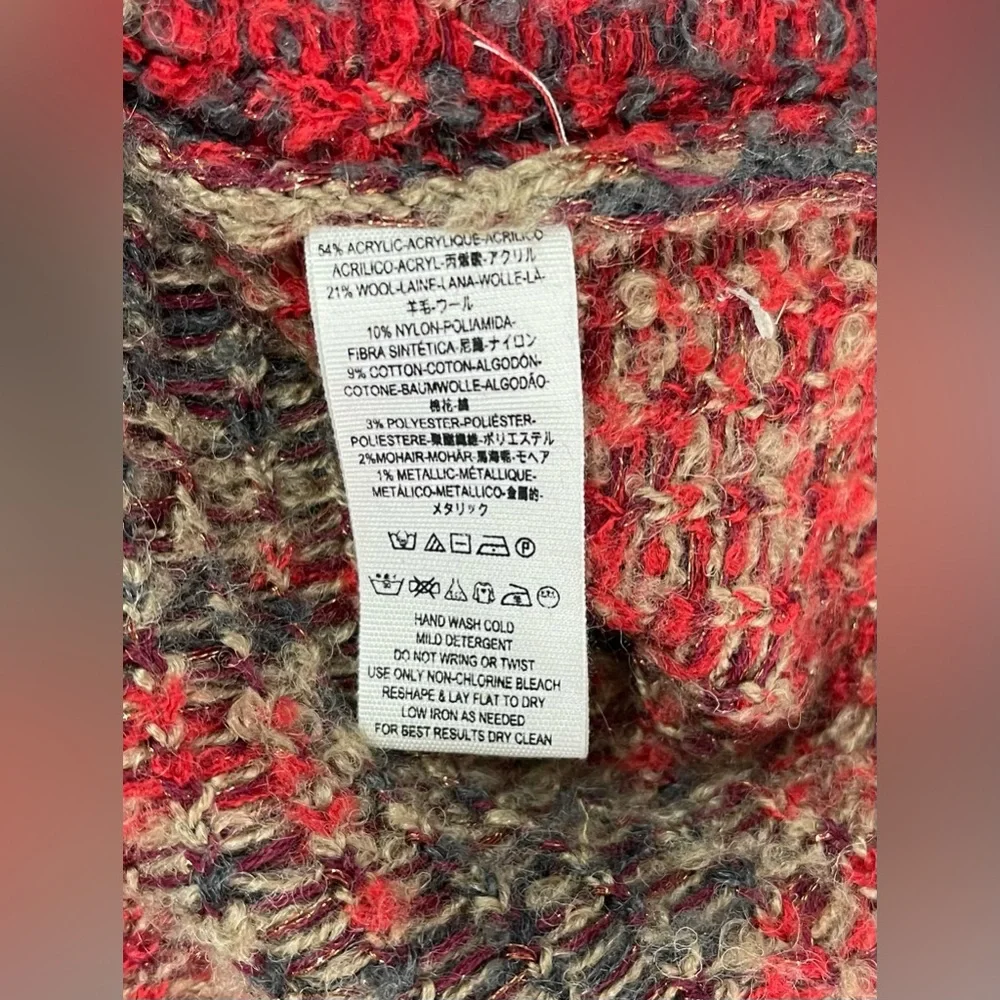 54% ACRYLIC-ACRYLIQUE-ACRILICO
ACRILICO-ACRYL-丙烯酸-アクリル
21% WOOL-LAINE-LANA-WOLLE-LÃ-
羊毛-ウール
10% NYLON-POLIAMIDA-
FIBRA SINTÉTICA-尼龍-ナイロン
9% COTTON-COTON-ALGODÓN-
COTONE-BAUMWOLLE-ALGODÃO-
棉花-綿
3% POLYESTER-POLIÉSTER-
POLIESTERE-聚酯纖維-ポリエステル
2%MOHAIR-MOHÄR-馬海呢-モヘア
1% METALLIC-MÉTALLIQUE-
METÁLICO-METALLICO-金屬的-
メタリック
P
HAND WASH COLD
MILD DETERGENT
DO NOT WRING OR TWIST
USE ONLY NON-CHLORINE BLEACH
RESHAPE & LAY FLAT TO DRY
LOW IRON AS NEEDED
FOR BEST RESULTS DRY CLEAN